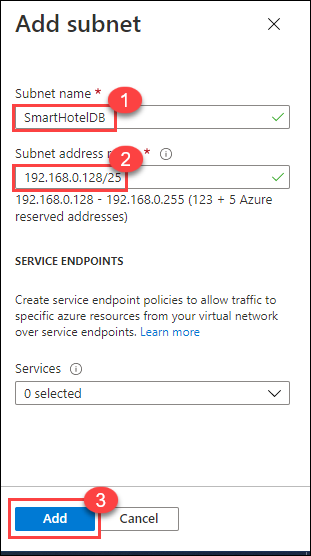 Add subnet
Subnet name *
1
SmartHotelDB
Subnet address *
2
192.168.0.128/25
192.168.0.128 - 192.168.0.255 (123 + 5 Azure
reserved addresses)
SERVICE ENDPOINTS
Create service endpoint policies to allow traffic to
specific azure resources from your virtual network
over service endpoints. Learn more
Services
0 selected
3
Add Cancel